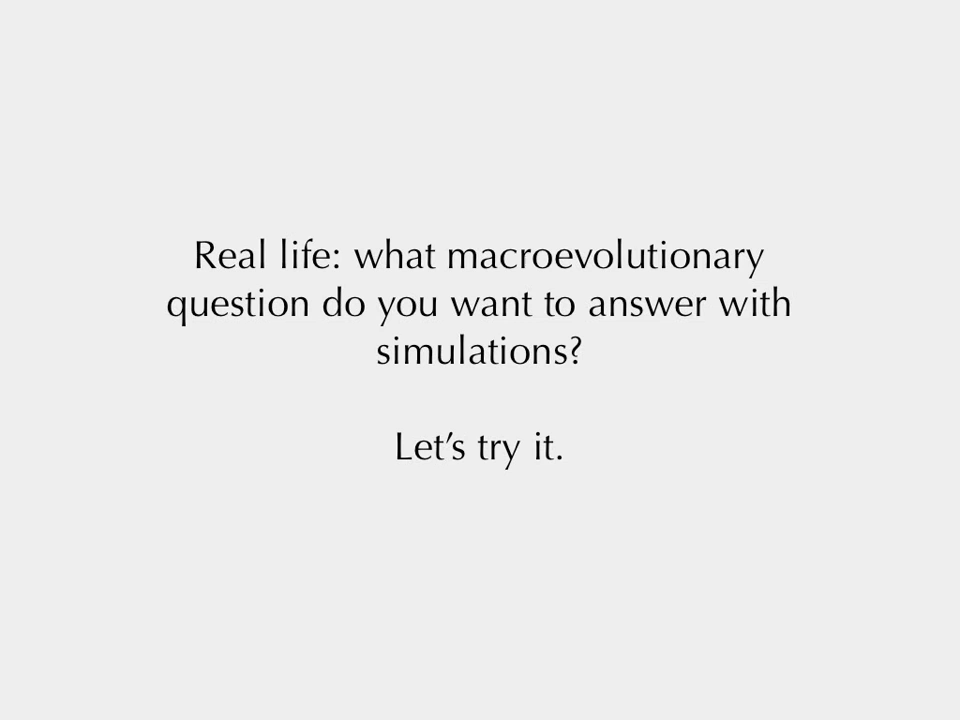 Real life: what macroevolutionary
question do you want to answer with
simulations?
Let’s try it.